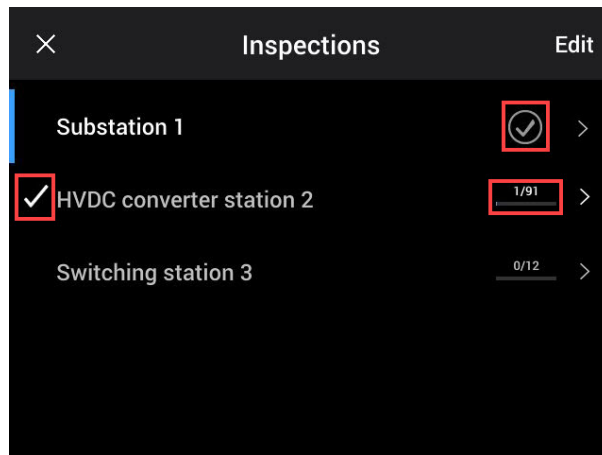 Inspections Edit
Substation 1
HVDC converter station 2 1/91
Switching station 3 0/12